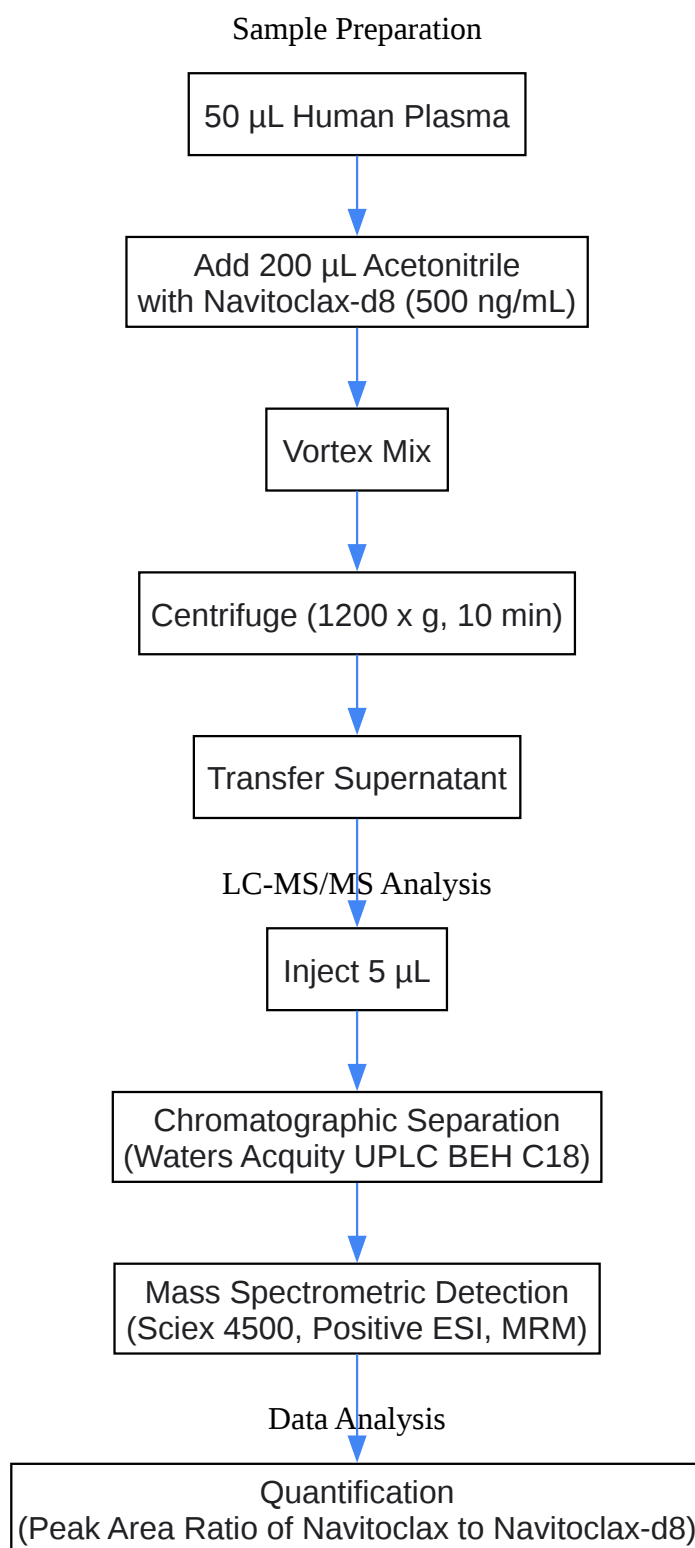 Sample Preparation
50 µL Human Plasma
Add 200 µL Acetonitrile
with Navitoclax-d8 (500 ng/mL)
Vortex Mix
Centrifuge (1200 x g, 10 min)
Transfer Supernatant
LC-MS/MS Analysis
Inject 5 µL
Chromatographic Separation
(Waters Acquity UPLC BEH C18)
Mass Spectrometric Detection
(Sciex 4500, Positive ESI, MRM)
Data Analysis
Quantification
(Peak Area Ratio of Navitoclax to Navitoclax-d8)